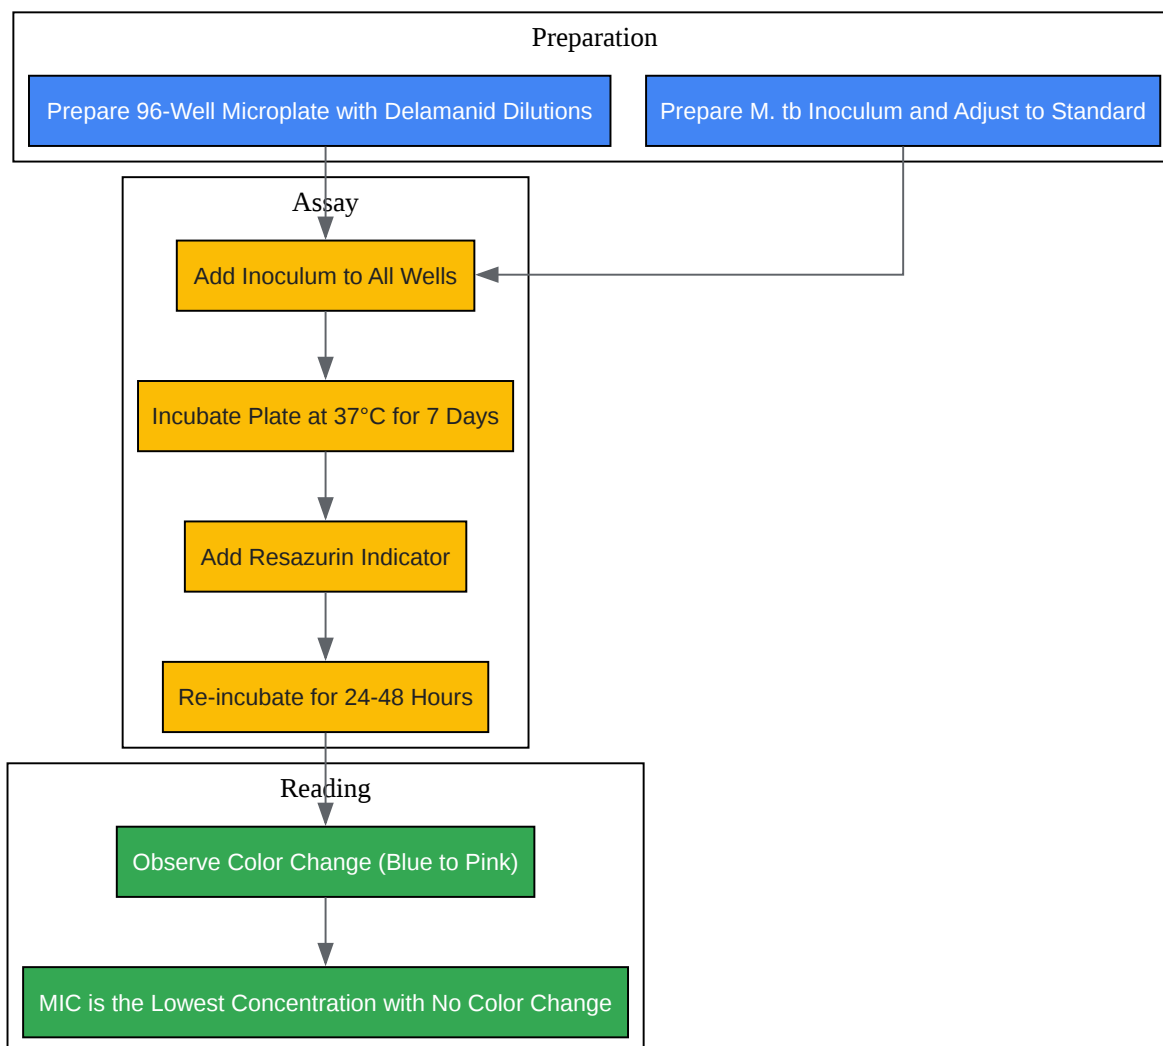 Preparation
Prepare 96-Well Microplate with Delamanid Dilutions
Prepare M. tb Inoculum and Adjust to Standard
Assay
Add Inoculum to All Wells
Incubate Plate at 37°C for 7 Days
Add Resazurin Indicator
Re-incubate for 24-48 Hours
Reading
Observe Color Change (Blue to Pink)
MIC is the Lowest Concentration with No Color Change